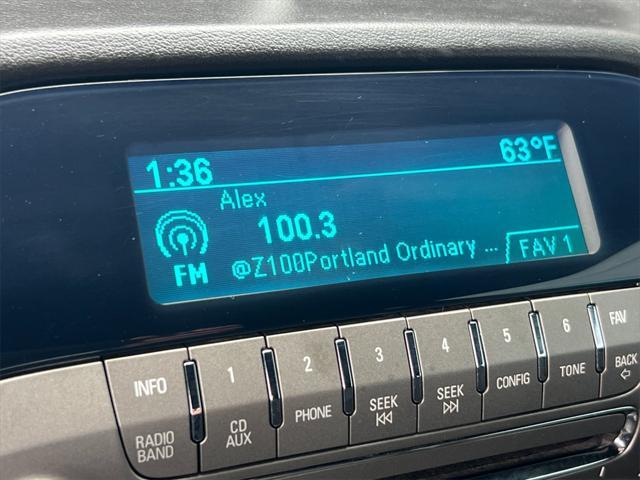 1:36 63°F
Alex
100.3
FM @Z100Portland Ordinary ... FAV 1
INFO 1 2 3 4 5 6 FAV
RADIO BAND CD AUX PHONE SEEK SEEK CONFIG TONE BACK